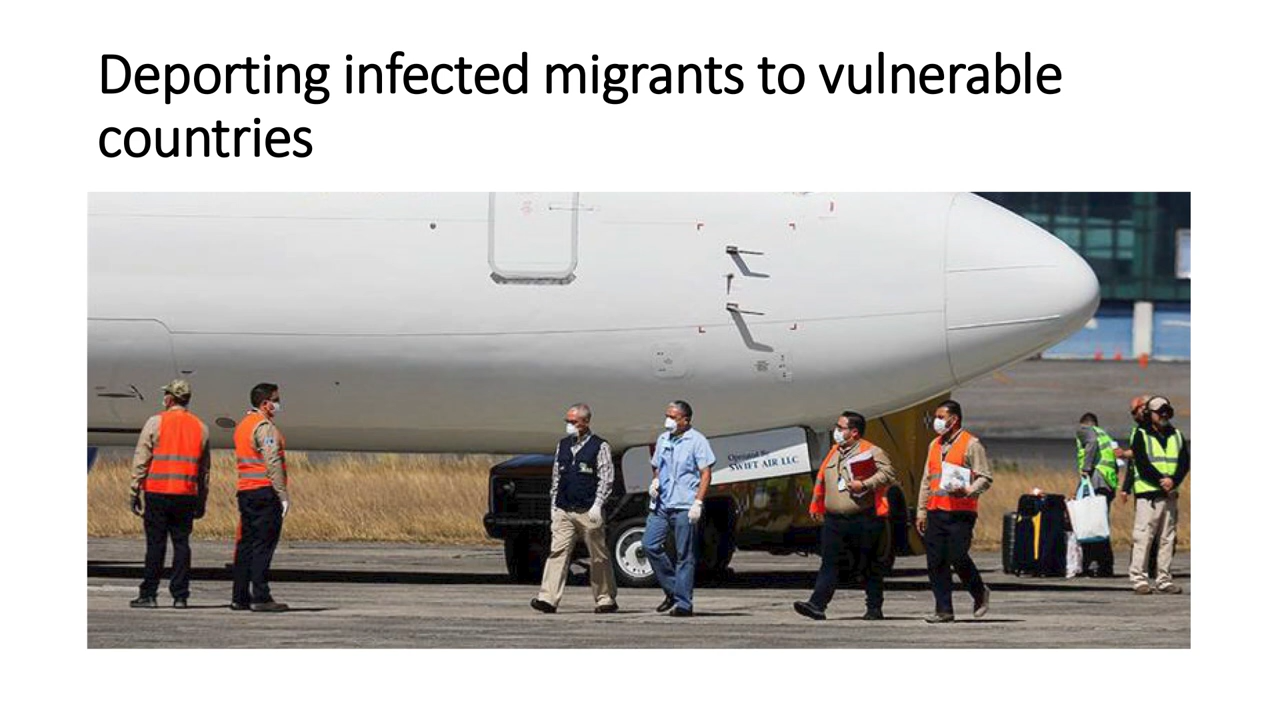 Deporting infected migrants to vulnerable
countries
Operated By
SWIFT AIR LLC